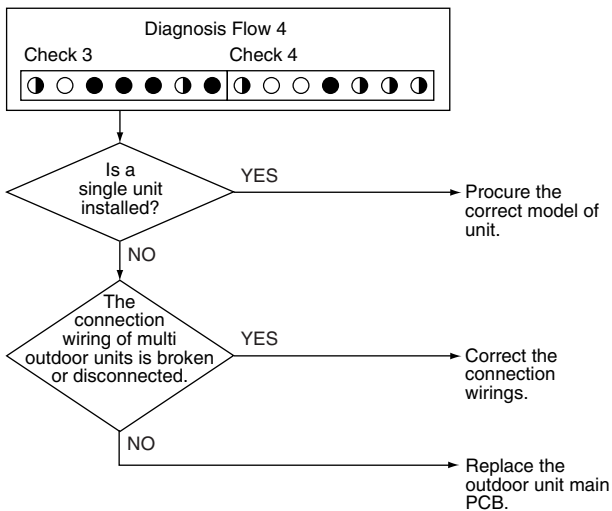 Diagnosis Flow 4
Check 3 Check 4
Is a
single unit
installed?
YES
Procure the
correct model of
unit.
NO
The
connection
wiring of multi
outdoor units is broken
or disconnected.
YES
Correct the
connection
wirings.
NO
Replace the
outdoor unit main
PCB.